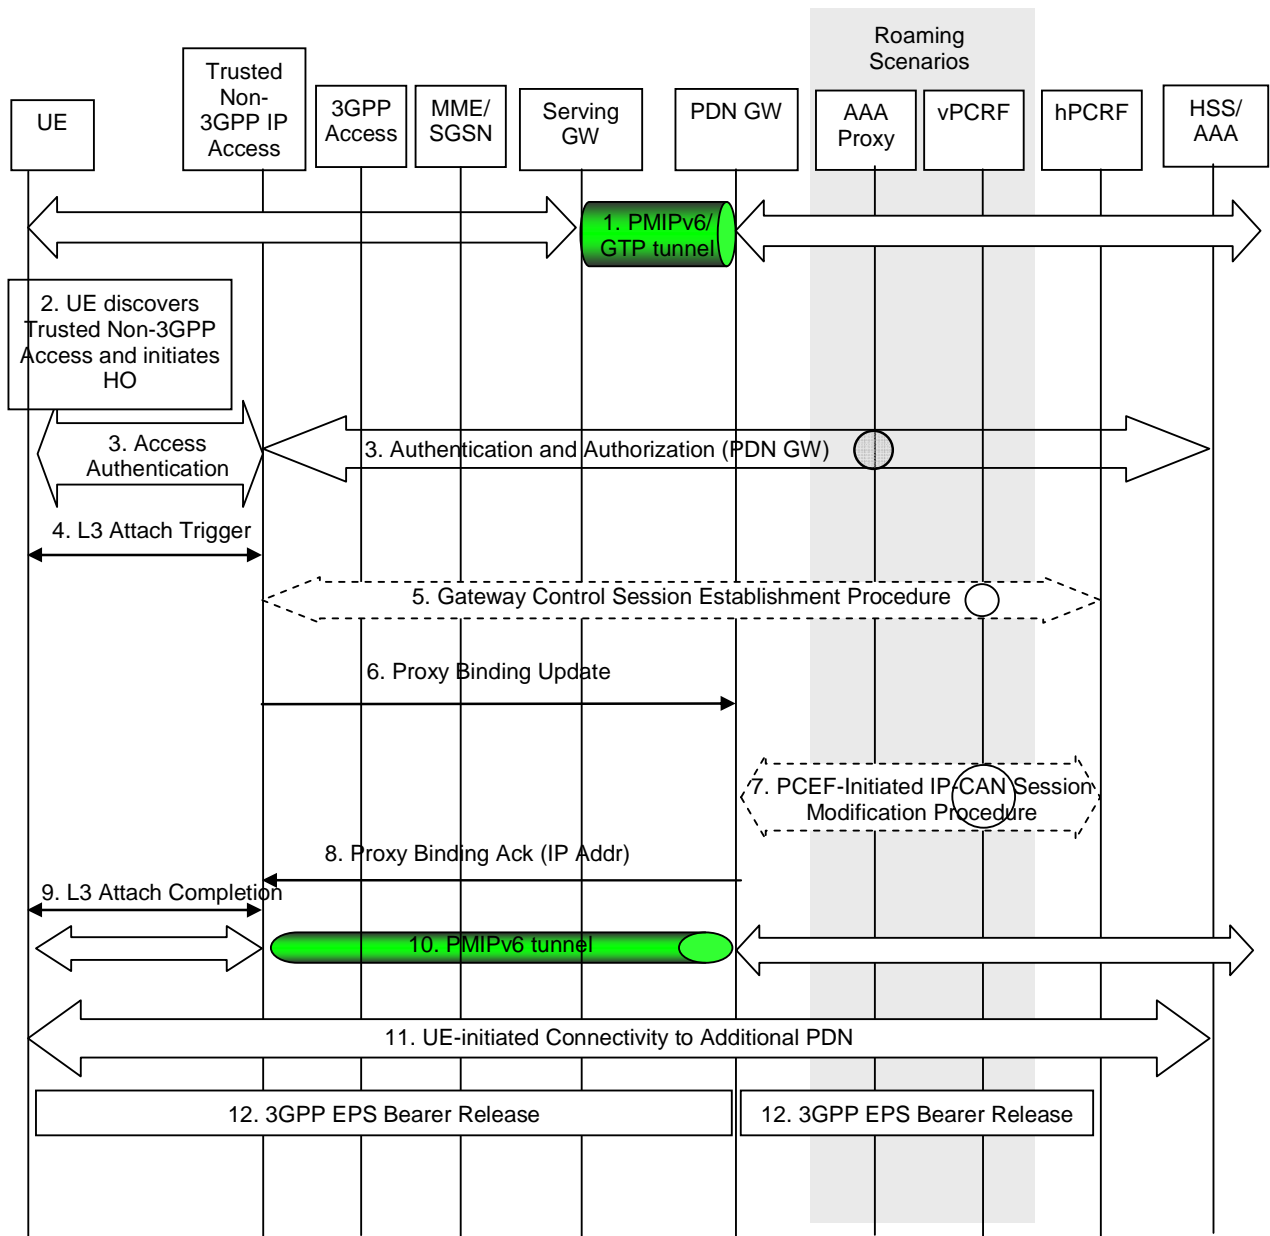 Roaming
Scenarios
UE
Trusted
Non-
3GPP IP
Access
3GPP
Access
MME/
SGSN
Serving
GW
PDN GW
AAA
Proxy
vPCRF
hPCRF
HSS/
AAA
1. PMIPv6/
GTP tunnel
2. UE discovers
Trusted Non-3GPP
Access and initiates
HO
3. Access
Authentication
3. Authentication and Authorization (PDN GW)
4. L3 Attach Trigger
5. Gateway Control Session Establishment Procedure
6. Proxy Binding Update
7. PCEF-Initiated IP-CAN Session
Modification Procedure
8. Proxy Binding Ack (IP Addr)
9. L3 Attach Completion
10. PMIPv6 tunnel
11. UE-initiated Connectivity to Additional PDN
12. 3GPP EPS Bearer Release
12. 3GPP EPS Bearer Release